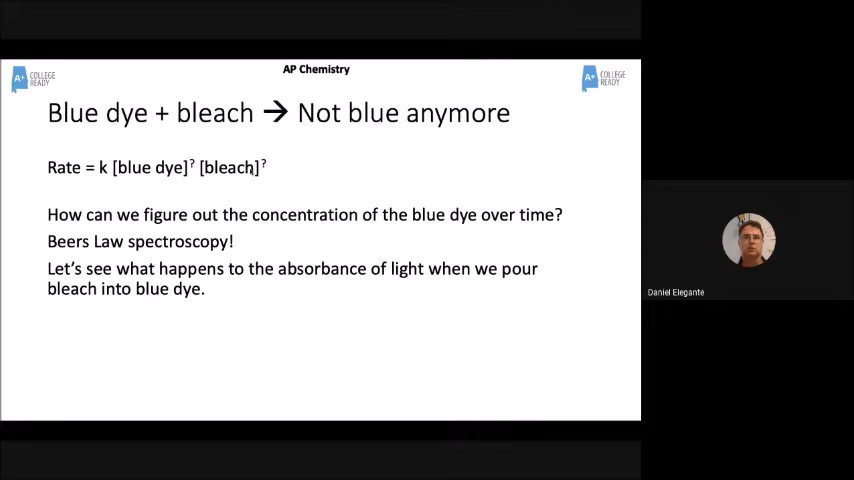 AP Chemistry
A+ COLLEGE READY
A+ COLLEGE READY
Blue dye + bleach → Not blue anymore
Rate = k [blue dye]? [bleach]?
How can we figure out the concentration of the blue dye over time?
Beers Law spectroscopy!
Let's see what happens to the absorbance of light when we pour
bleach into blue dye.
Daniel Elegante